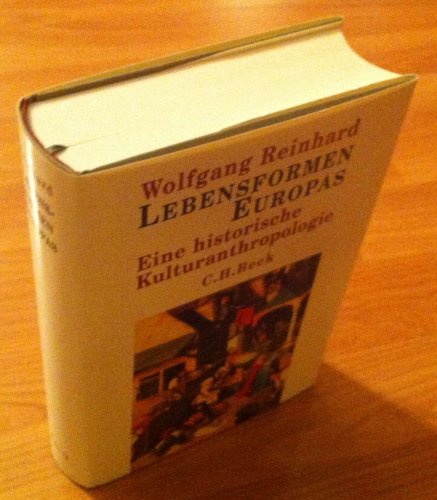 Wolfgang Reinhard
LEBENSFORMEN
EUROPAS
Eine historische
Kulturanthropologie
C.H.Beck